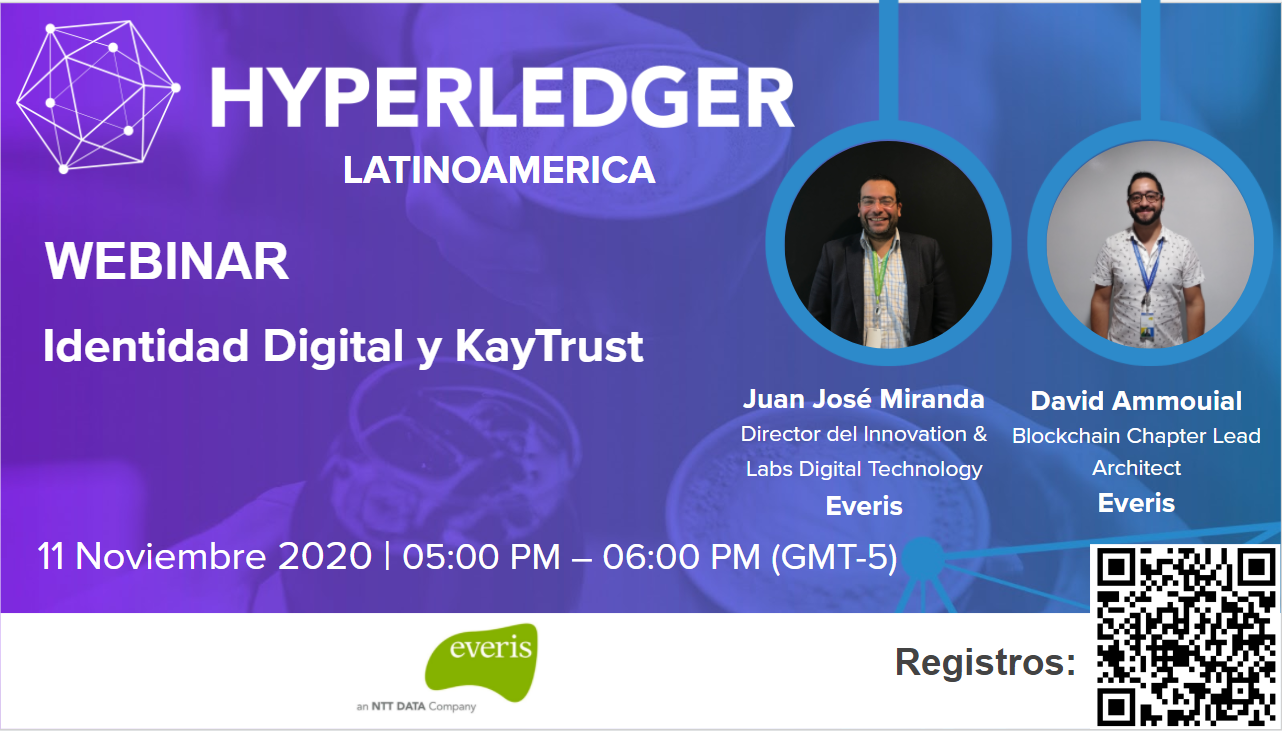 HYPERLEDGER
LATINOAMERICA
WEBINAR
Identidad Digital y KayTrust
Juan José Miranda
Director del Innovation &
Labs Digital Technology
Everis
David Ammouial
Blockchain Chapter Lead
Architect
Everis
11 Noviembre 2020 | 05:00 PM – 06:00 PM (GMT-5)
everis
an NTT DATA Company
Registros: